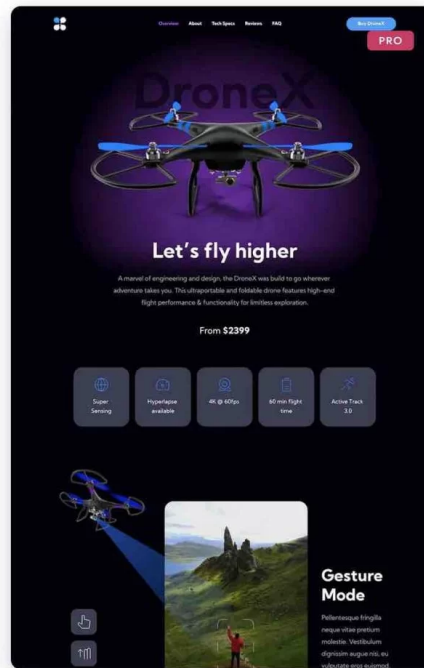 Overview About Tech Specs Reviews FAQ Buy DroneX
PRO
DroneX
Let's fly higher
A marvel of engineering and design, the DroneX was build to go wherever
adventure takes you. This ultraportable and foldable drone features high-end
flight performance & functionality for limitless exploration.
From $2399
Super
Sensing
Hyperlapse
available
4K @ 60fps
60 min flight
time
Active Track
3.0
Gesture
Mode
Pellentesque fringilla
neque vitae pretium
molestie. Vestibulum
dignissim augue nisi, eu
vulputate eros euismod